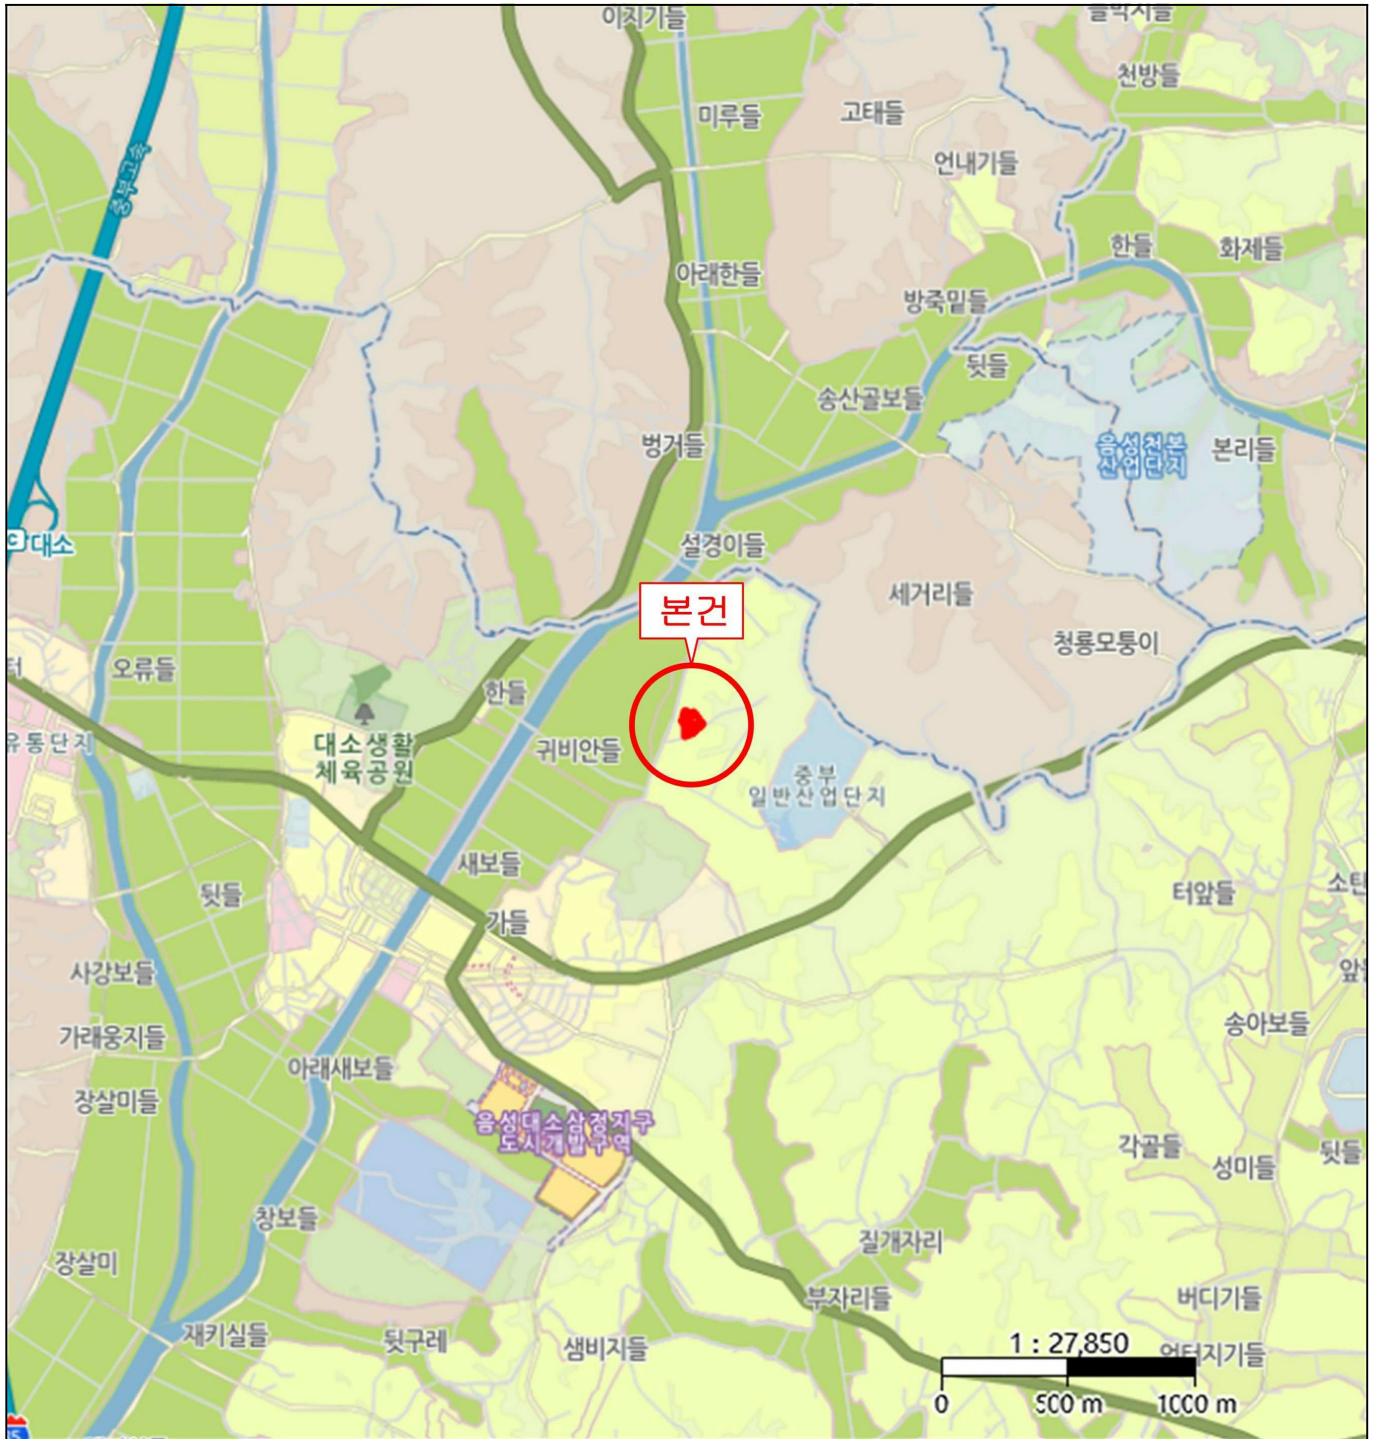 이지기들
천방들
미루들
고태들
언내기들
중부고속
한들
화제들
아래한들
방죽밑들
뒷들
송산골보들
벙거들
음성천본
산업단지
본리들
대소
설경이들
세거리들
본건
청룡모퉁이
오류들
한들
유통단지
대소생활
체육공원
귀비안들
중부
일반산업단지
새보들
터앞들
뒷들
가들
사강보들
송아보들
가래웅지들
아래새보들
장살미들
음성대소삼정지구
도시개발구역
각골들
성미들
뒷들
창보들
질개자리
장살미
부자리들
버디기들
재키실들
뒷구레
샘비지들
1 : 27,850
0
500 m
1000 m